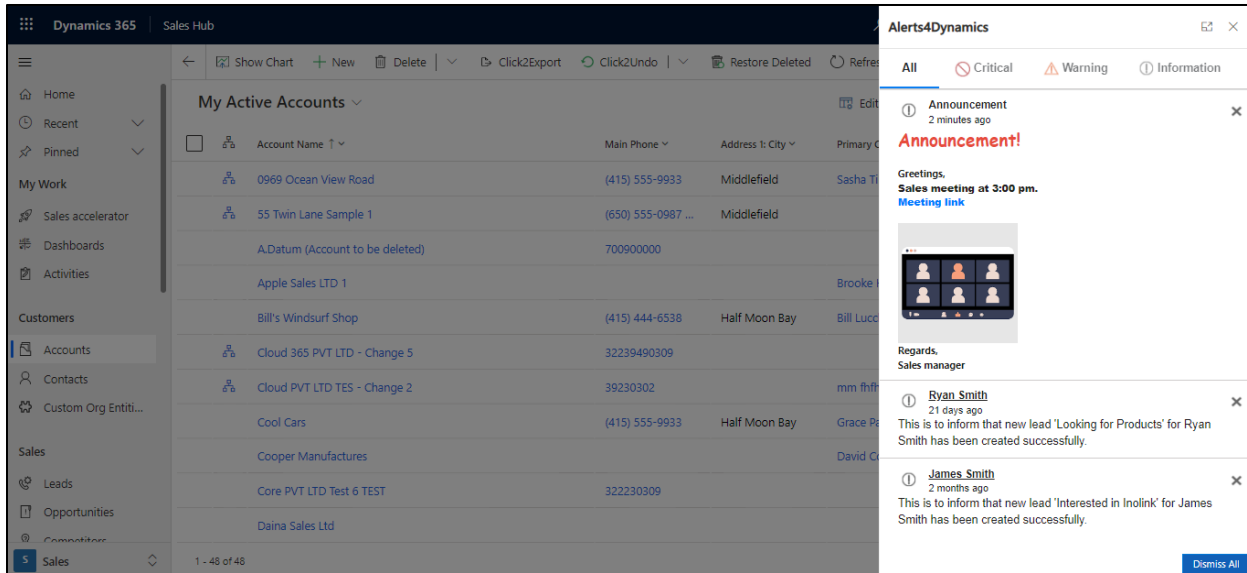 Dynamics 365 Sales Hub
Home
Recent
Pinned
My Work
Sales accelerator
Dashboards
Activities
Customers
Accounts
Contacts
Custom Org Entiti...
Sales
Leads
Opportunities
Competitors
S Sales
Show Chart New Delete Click2Export Click2Undo Restore Deleted
My Active Accounts Edit
Account Name Main Phone Address 1: City Primary
0969 Ocean View Road (415) 555-9933 Middlefield Sasha
55 Twin Lane Sample 1 (650) 555-0987 ... Middlefield
A.Datum (Account to be deleted) 700900000
Apple Sales LTD 1 Brooke
Bill's Windsurf Shop (415) 444-6538 Half Moon Bay Bill
Cloud 365 PVT LTD - Change 5 32239490309
Cloud PVT LTD TES - Change 2 39230302 mm
Cool Cars (415) 555-9933 Half Moon Bay Grace
Cooper Manufactures David
Core PVT LTD Test 6 TEST 322230309
Daina Sales Ltd
1 - 48 of 48
Alerts4Dynamics
All Critical Warning Information
Announcement
2 minutes ago
Announcement!
Greetings,
Sales meeting at 3:00 pm.
Meeting link
Regards,
Sales manager
Ryan Smith
21 days ago
This is to inform that new lead 'Looking for Products' for Ryan
Smith has been created successfully.
James Smith
2 months ago
This is to inform that new lead 'Interested in Inolink' for James
Smith has been created successfully.
Dismiss All